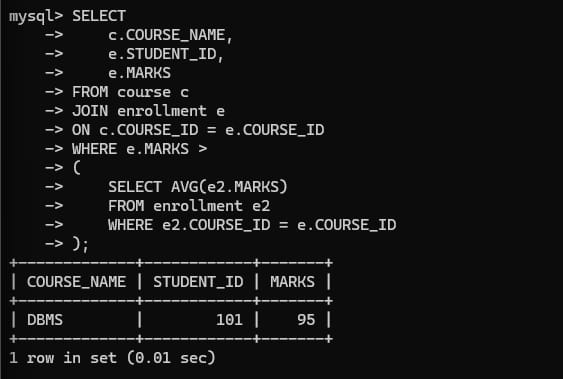 mysql> SELECT
    ->     c.COURSE_NAME,
    ->     e.STUDENT_ID,
    ->     e.MARKS
    -> FROM course c
    -> JOIN enrollment e
    -> ON c.COURSE_ID = e.COURSE_ID
    -> WHERE e.MARKS >
    -> (
    ->     SELECT AVG(e2.MARKS)
    ->     FROM enrollment e2
    ->     WHERE e2.COURSE_ID = e.COURSE_ID
    -> );
+-------------+------------+-------+
| COURSE_NAME | STUDENT_ID | MARKS |
+-------------+------------+-------+
| DBMS        |        101 |    95 |
+-------------+------------+-------+
1 row in set (0.01 sec)